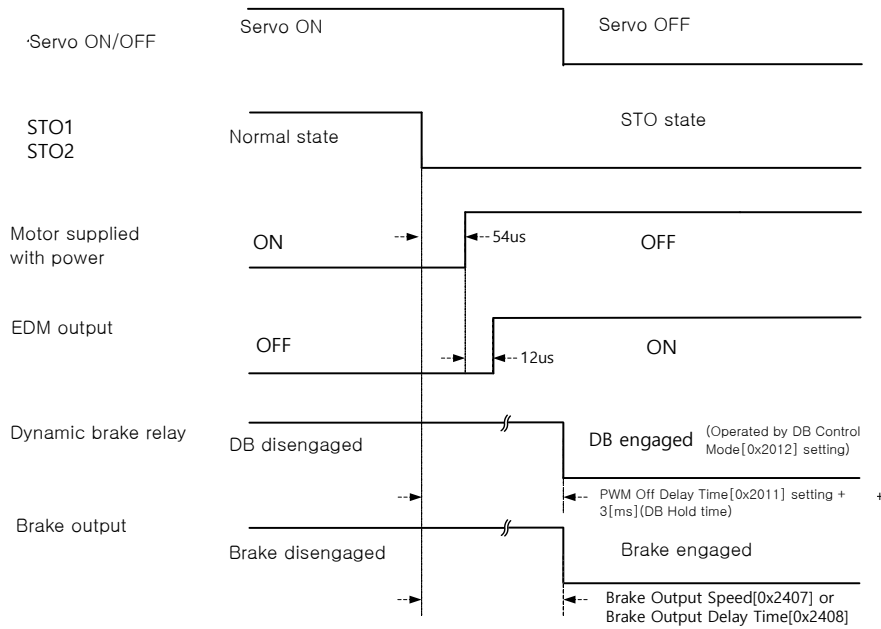 Servo ON/OFF
Servo ON
Servo OFF
STO1
STO2
Normal state
STO state
Motor supplied
with power
ON
54us
OFF
EDM output
OFF
12us
ON
Dynamic brake relay
DB disengaged
DB engaged
(Operated by DB Control
Mode[0x2012] setting)
PWM Off Delay Time[0x2011] setting +
3[ms](DB Hold time)
+
Brake output
Brake disengaged
Brake engaged
Brake Output Speed[0x2407] or
Brake Output Delay Time[0x2408]